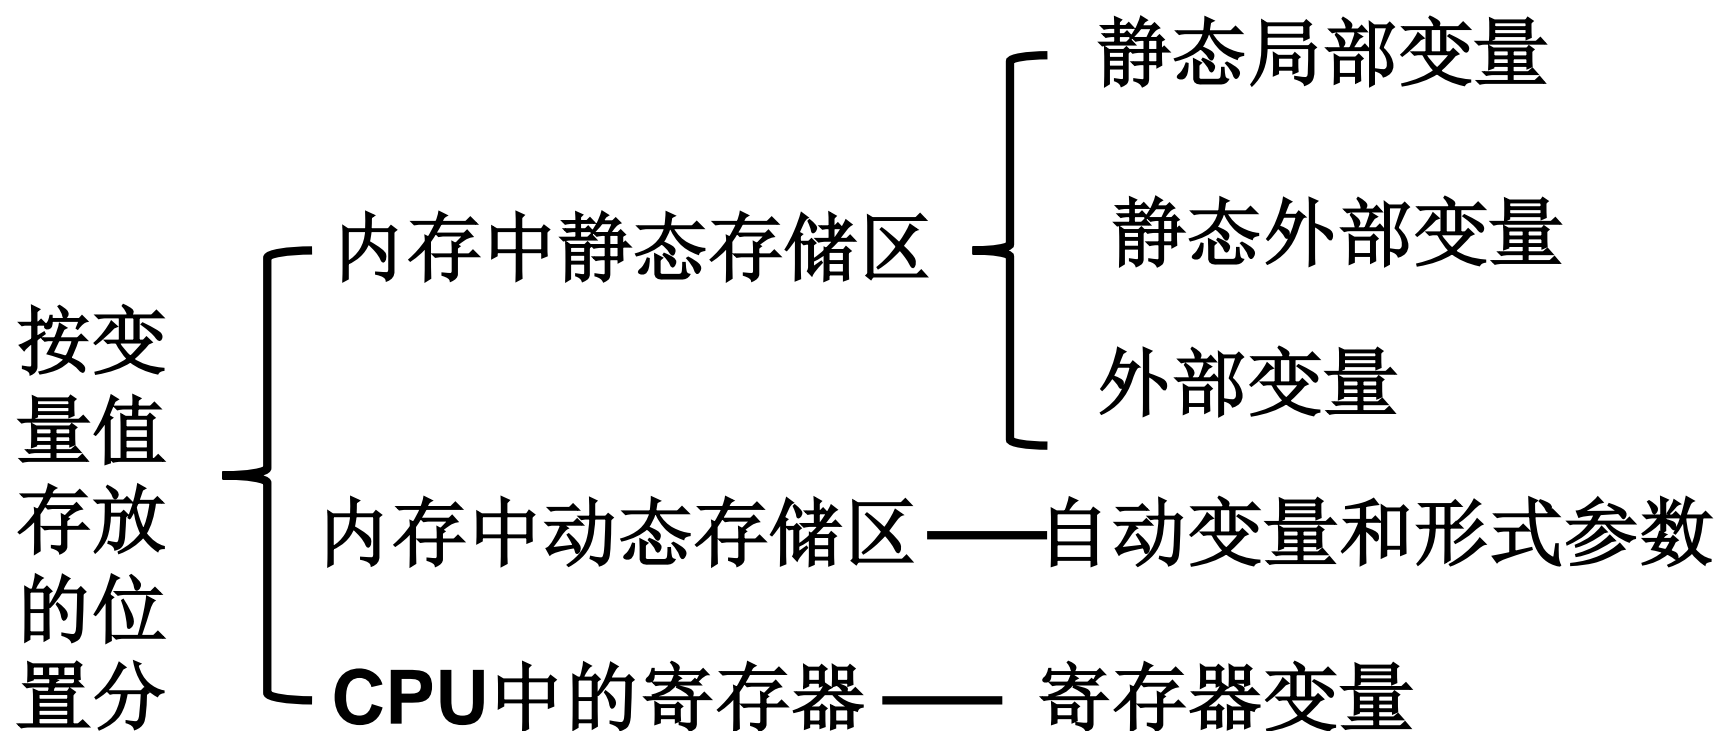 按变
量值
存放
的位
置分
内存中静态存储区
静态局部变量
静态外部变量
外部变量
内存中动态存储区
自动变量和形式参数
CPU中的寄存器
寄存器变量